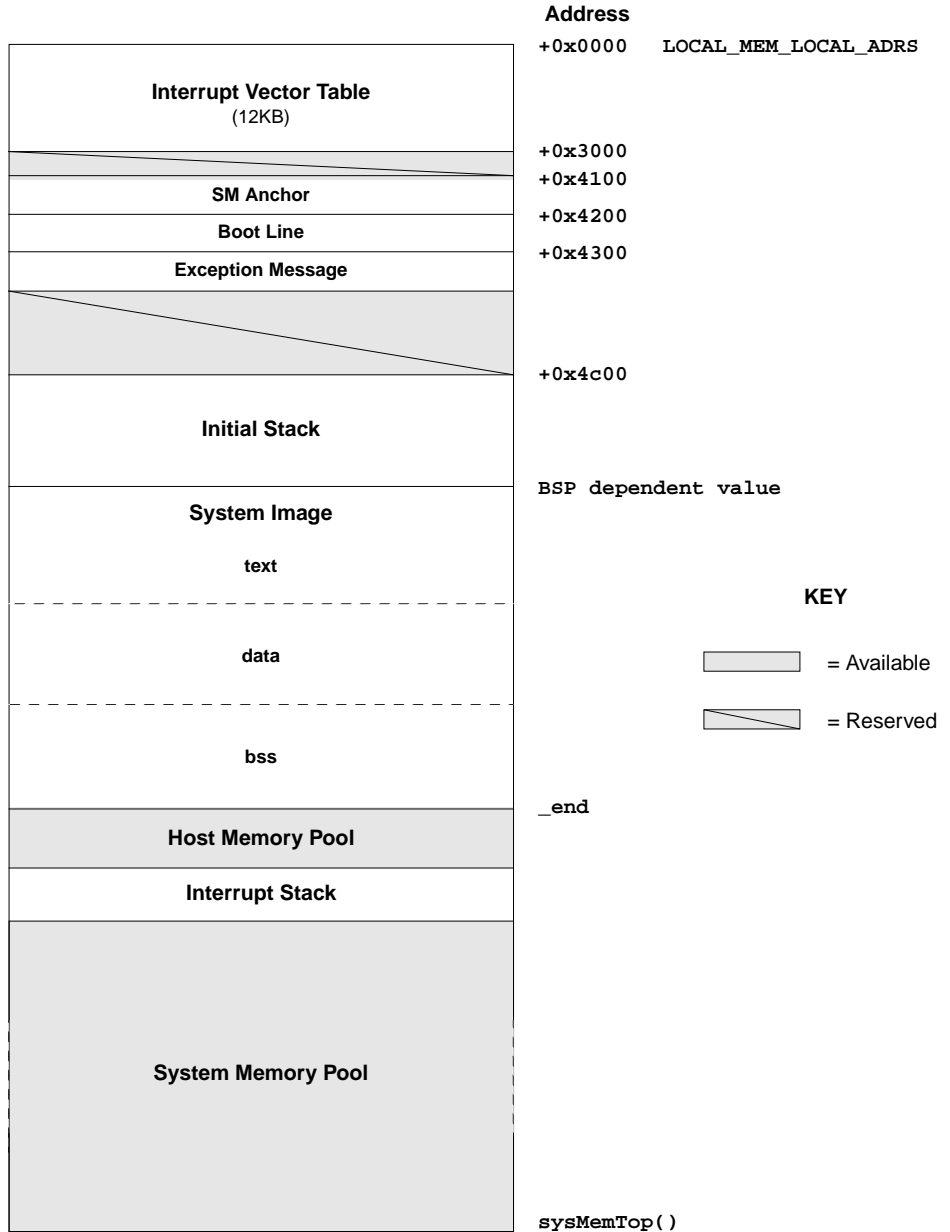 Address
+0x0000 LOCAL_MEM_LOCAL_ADRS
Interrupt Vector Table
(12KB)
+0x3000
+0x4100
SM Anchor
+0x4200
Boot Line
+0x4300
Exception Message
+0x4c00
Initial Stack
BSP dependent value
System Image
text
KEY
data
= Available
= Reserved
bss
_end
Host Memory Pool
Interrupt Stack
System Memory Pool
sysMemTop()